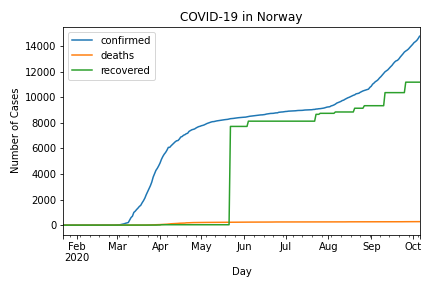 COVID-19 in Norway
confirmed
deaths
recovered
Number of Cases
14000
12000
10000
8000
6000
4000
2000
0
Feb Mar Apr May Jun Jul Aug Sep Oct
2020
Day